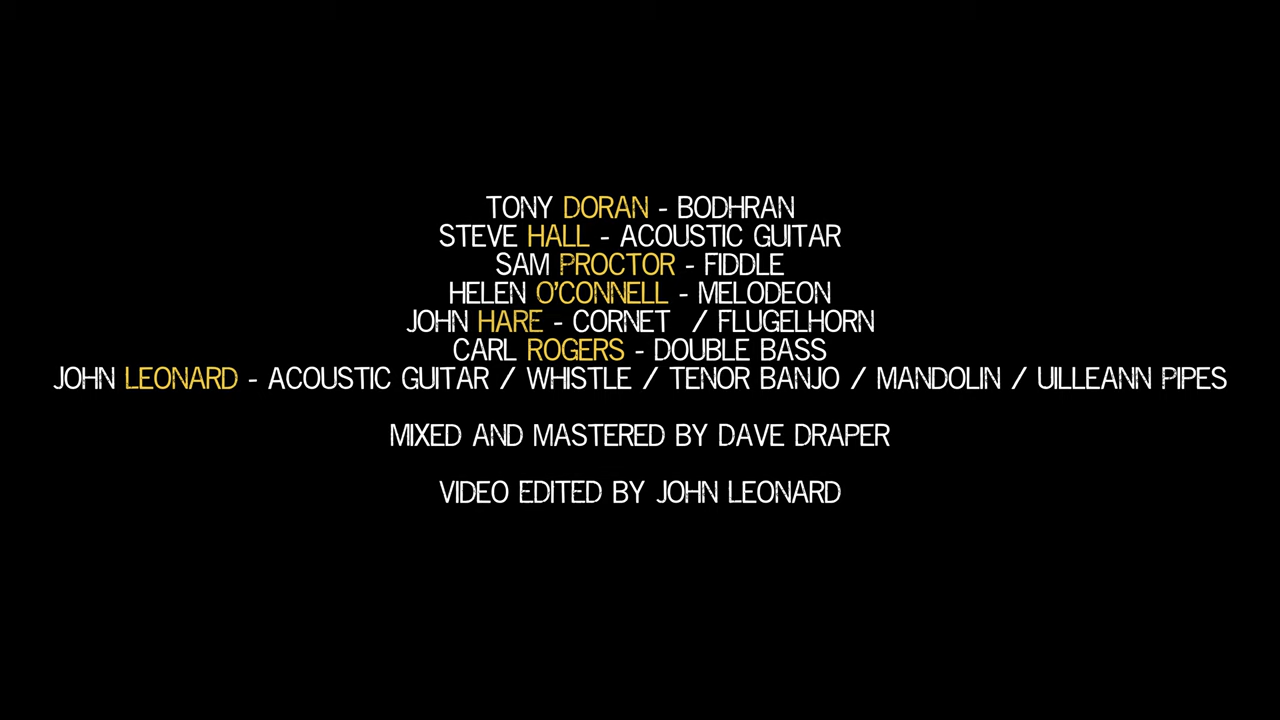 TONY DORAN - BODHRAN
STEVE HALL - ACOUSTIC GUITAR
SAM PROCTOR - FIDDLE
HELEN O'CONNELL - MELODEON
JOHN HARE - CORNET / FLUGELHORN
CARL ROGERS - DOUBLE BASS
JOHN LEONARD - ACOUSTIC GUITAR / WHISTLE / TENOR BANJO / MANDOLIN / UILLEANN PIPES
MIXED AND MASTERED BY DAVE DRAPER
VIDEO EDITED BY JOHN LEONARD